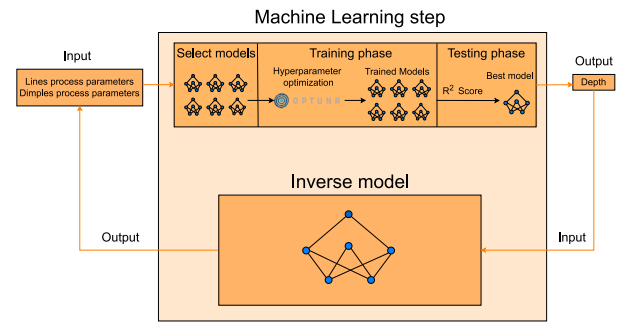 Machine Learning step
Input
Lines process parameters
Dimples process parameters
Select models
Training phase
Hyperparameter
optimization
OPTUNA
Trained Models
Testing phase
R² Score
Best model
Output
Depth
Inverse model
Output
Input